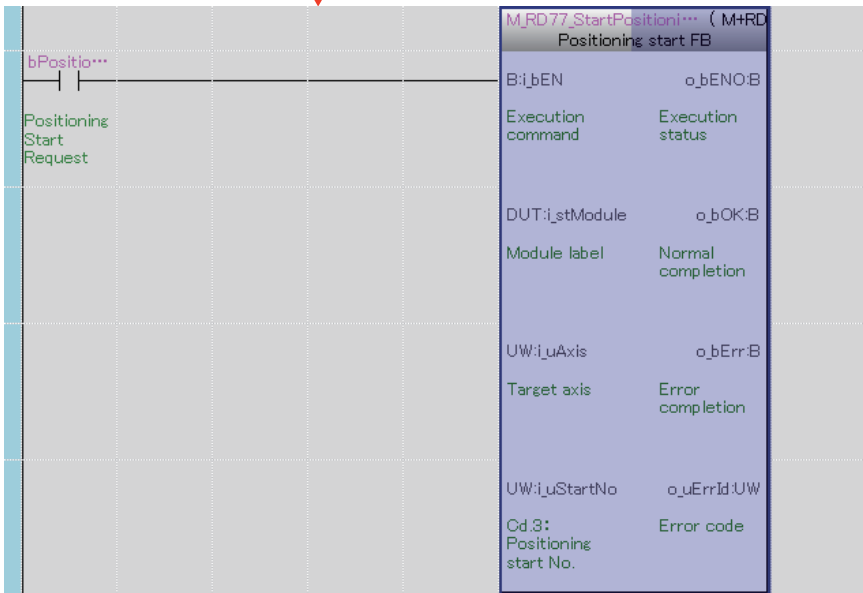 M_RD77_StartPositioni… ( M+RD
Positioning start FB
bPositio…
B:i_bEN o_bENO:B
Positioning
Start
Request
Execution
command
Execution
status
DUT:i_stModule o_bOK:B
Module label
Normal
completion
UW:i_uAxis o_bErr:B
Target axis
Error
completion
UW:i_uStartNo o_uErrId:UW
Cd.3:
Positioning
start No.
Error code